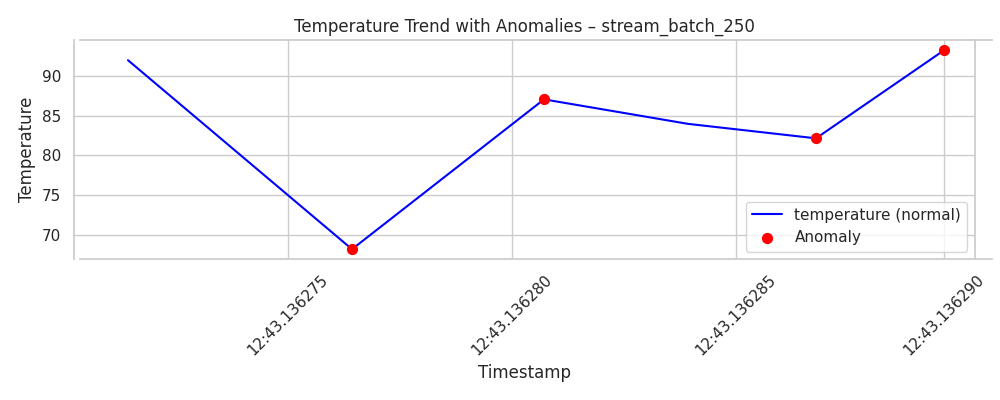 Temperature Trend with Anomalies – stream_batch_250
Temperature
90
85
80
75
70
temperature (normal)
Anomaly
12:43.136275
12:43.136280
12:43.136285
12:43.136290
Timestamp